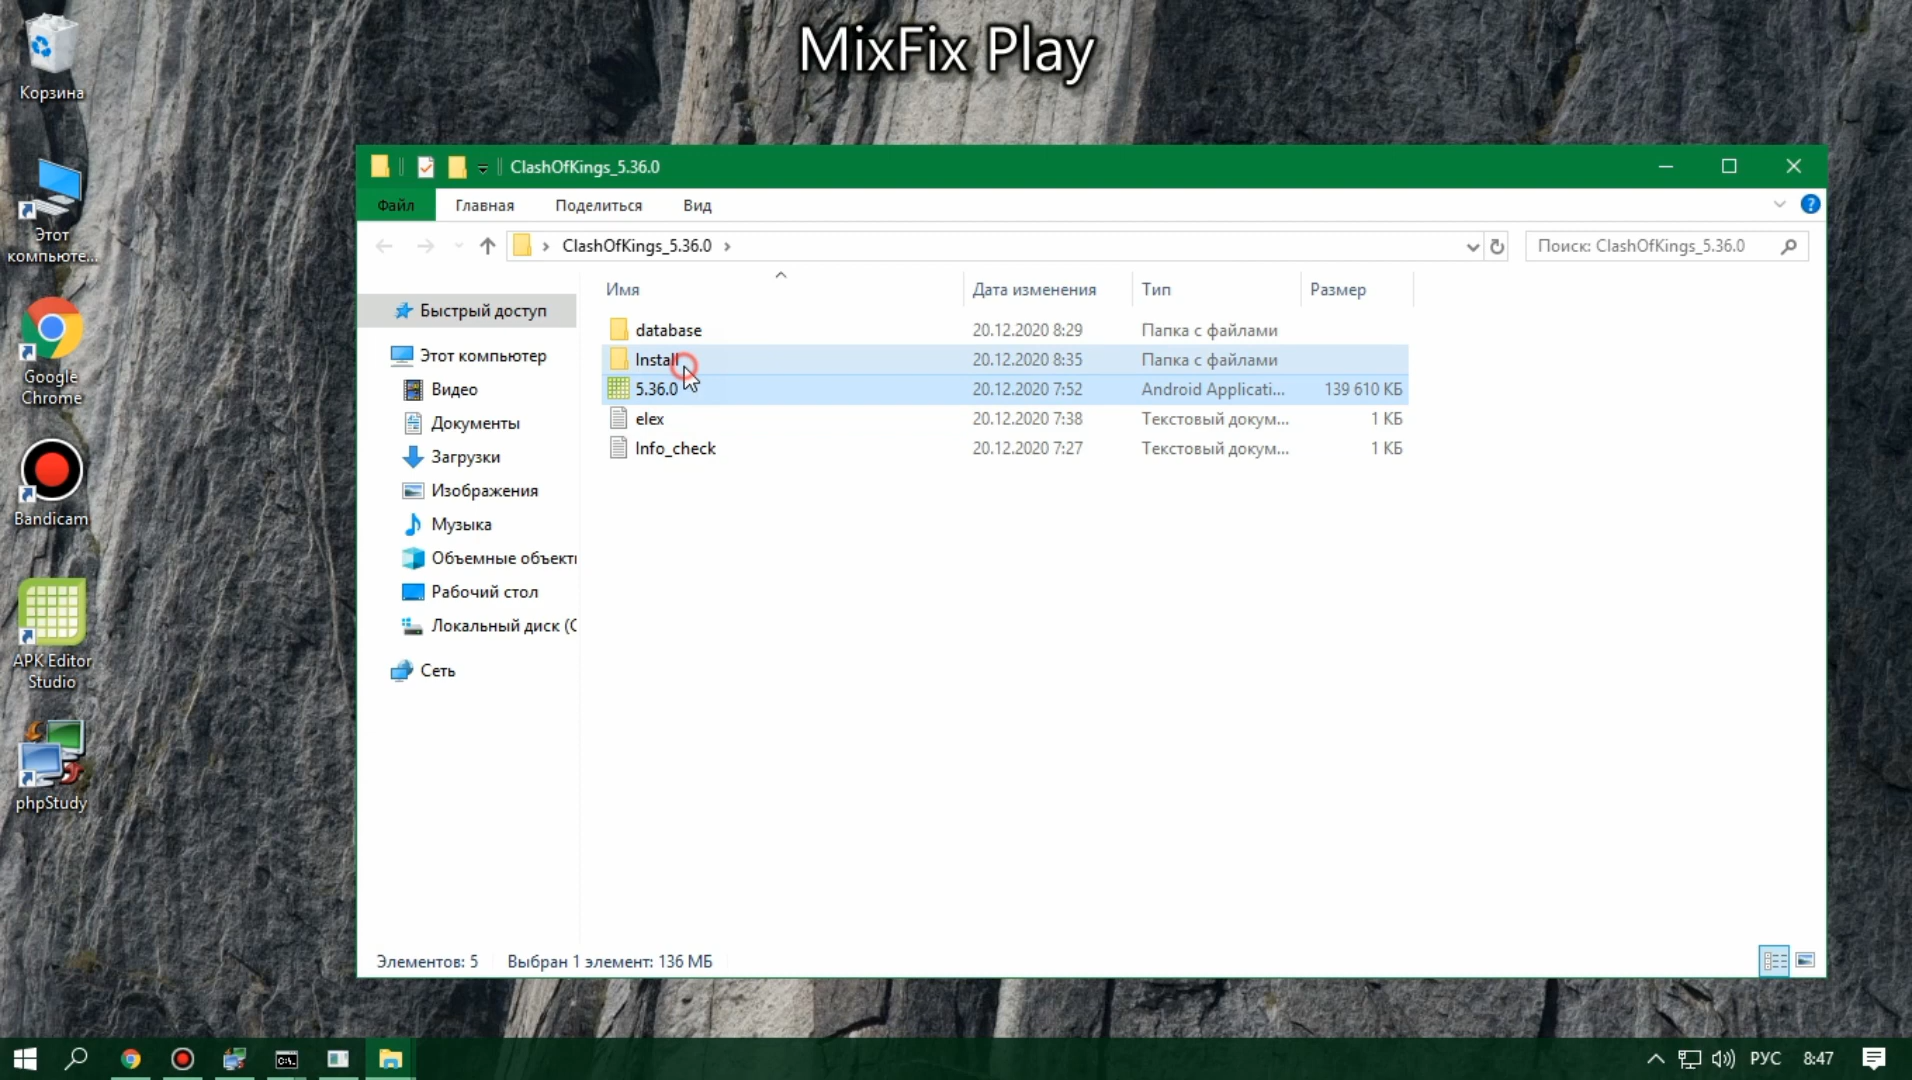 MixFix Play
Корзина
Этот
компьюте...
Google
Chrome
Bandicam
APK Editor
Studio
phpStudy
ClashOfKings_5.36.0
Файл
Главная
Поделиться
Вид
ClashOfKings_5.36.0
Поиск: ClashOfKings_5.36.0
Имя
Дата изменения
Тип
Размер
Быстрый доступ
Этот компьютер
Видео
Документы
Загрузки
Изображения
Музыка
Объемные объекты
Рабочий стол
Локальный диск (C
Сеть
database 20.12.2020 8:29 Папка с файлами
Install 20.12.2020 8:35 Папка с файлами
5.36.0 20.12.2020 7:52 Android Applicati... 139 610 КБ
elex 20.12.2020 7:38 Текстовый докум... 1 КБ
Info_check 20.12.2020 7:27 Текстовый докум... 1 КБ
Элементов: 5
Выбран 1 элемент: 136 МБ
C:\.
РУС
8:47